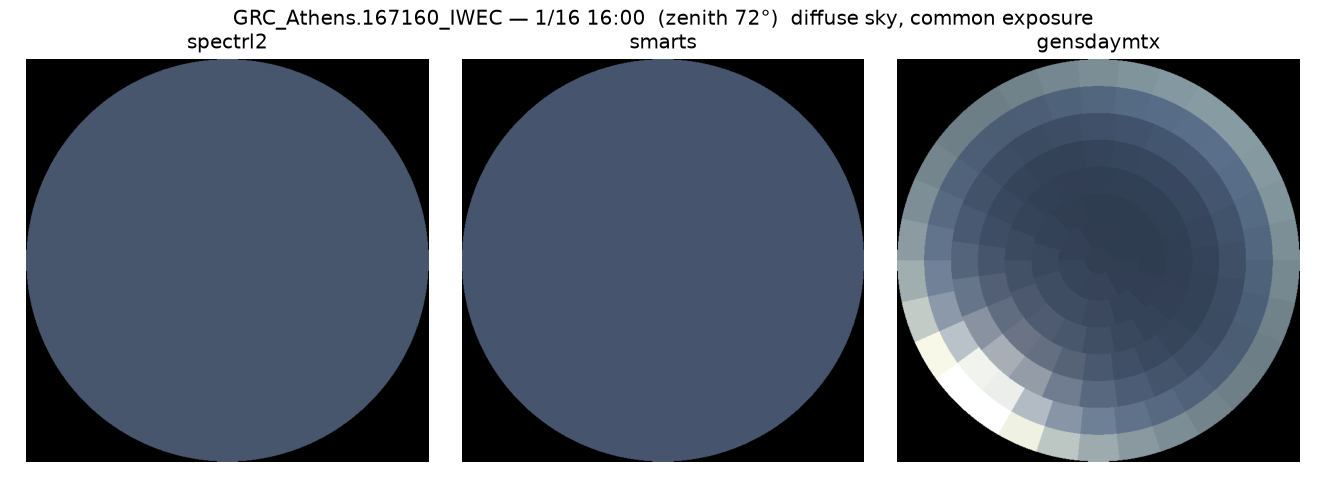 GRC_Athens.167160_IWEC — 1/16 16:00  (zenith 72°)  diffuse sky, common exposure
spectrl2
smarts
gensdaymtx